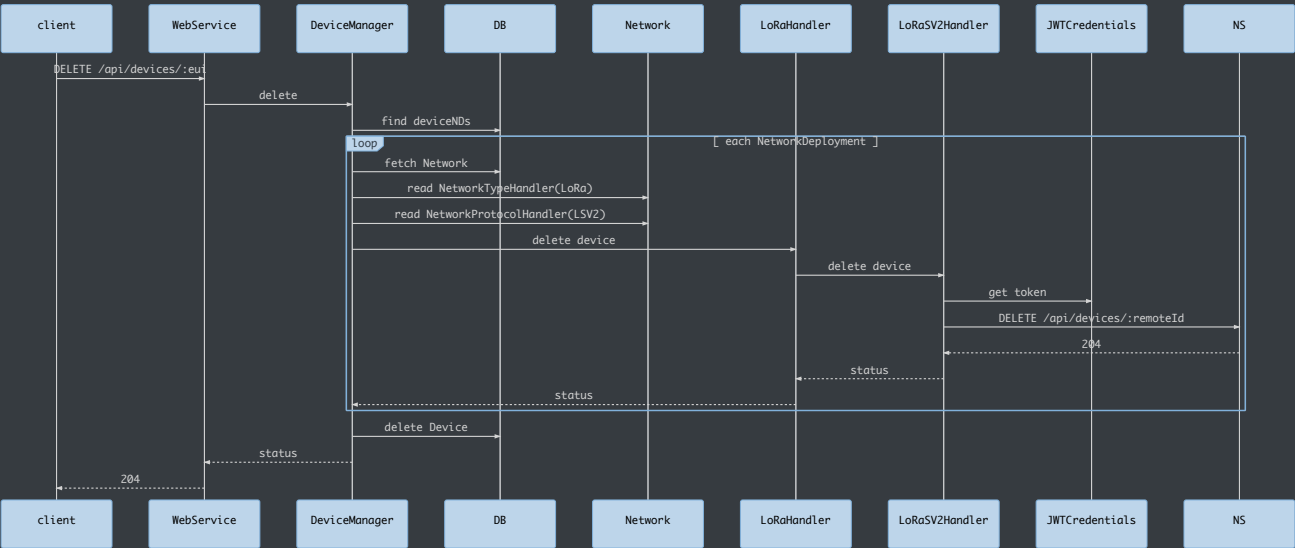 client WebService DeviceManager DB Network LoRaHandler LoRaSV2Handler JWTCredentials NS
DELETE /api/devices/:eui
delete
find deviceNDs
loop [ each NetworkDeployment ]
fetch Network
read NetworkTypeHandler(LoRa)
read NetworkProtocolHandler(LSV2)
delete device
delete device
get token
DELETE /api/devices/:remoteId
204
status
status
delete Device
status
204
client WebService DeviceManager DB Network LoRaHandler LoRaSV2Handler JWTCredentials NS